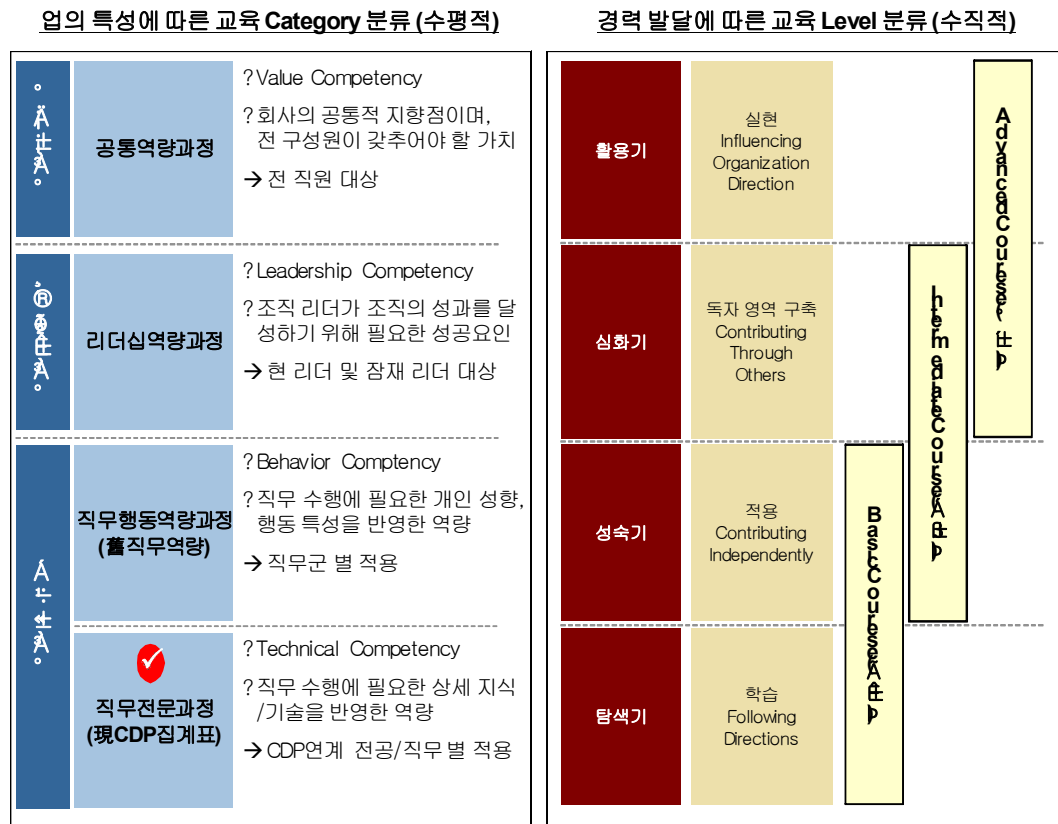 업의 특성에 따른 교육 Category 분류 (수평적)
공통역량과정
? Value Competency
? 회사의 공통적 지향점이며,
전 구성원이 갖추어야 할 가치
→ 전 직원 대상
리더십역량과정
? Leadership Competency
? 조직 리더가 조직의 성과를 달
성하기 위해 필요한 성공요인
→ 현 리더 및 잠재 리더 대상
직무행동역량과정
(舊직무역량)
? Behavior Comptency
? 직무 수행에 필요한 개인 성향,
행동 특성을 반영한 역량
→ 직무군 별 적용
직무전문과정
(現CDP집계표)
? Technical Competency
? 직무 수행에 필요한 상세 지식
/기술을 반영한 역량
→ CDP연계 전공/직무 별 적용
경력 발달에 따른 교육 Level 분류 (수직적)
활용기
실현
Influencing
Organization
Direction
심화기
독자 영역 구축
Contributing
Through
Others
성숙기
적용
Contributing
Independently
탐색기
학습
Following
Directions
Basic Course
Intermediate Course
Advanced Course